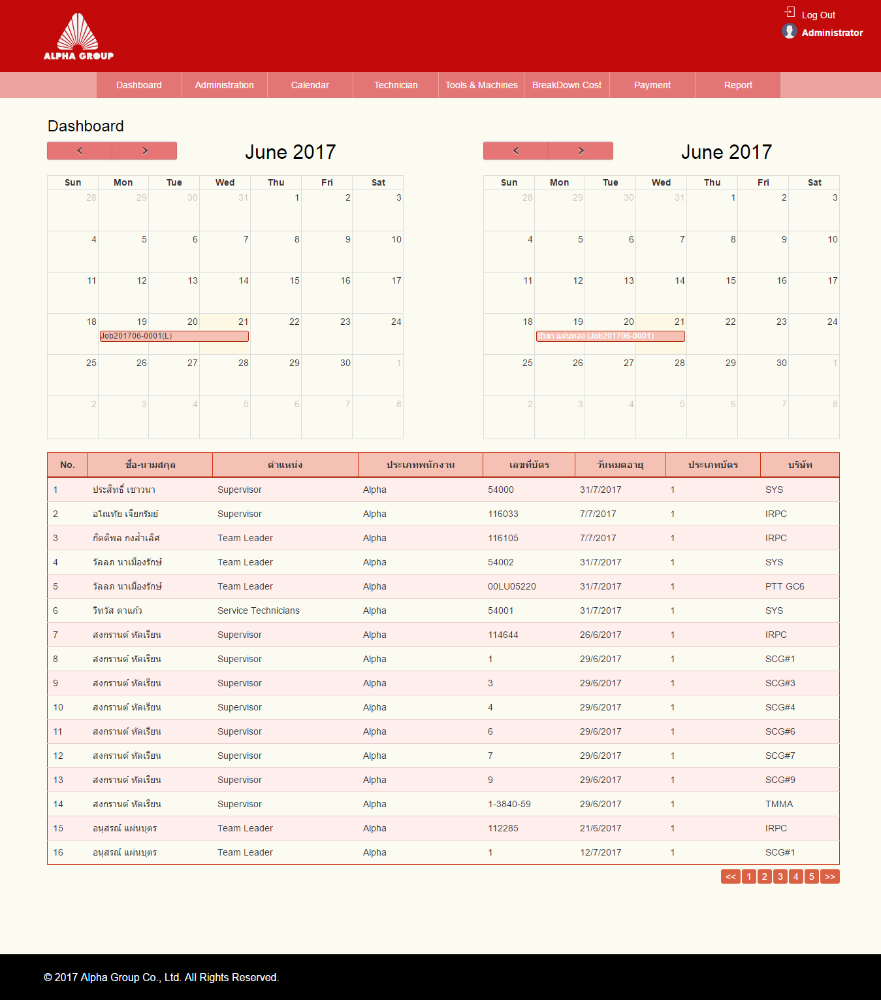 ALPHA GROUP
Log Out
Administrator
Dashboard Administration Calendar Technician Tools & Machines BreakDown Cost Payment Report
Dashboard
June 2017
Sun Mon Tue Wed Thu Fri Sat
28 29 30 31 1 2 3
4 5 6 7 8 9 10
11 12 13 14 15 16 17
18 19 20 21 22 23 24
Job201706-0001(L)
25 26 27 28 29 30 1
2 3 4 5 6 7 8
June 2017
Sun Mon Tue Wed Thu Fri Sat
28 29 30 31 1 2 3
4 5 6 7 8 9 10
11 12 13 14 15 16 17
18 19 20 21 22 23 24
บัวลา แผ่นทอง (Job201706-0001)
25 26 27 28 29 30 1
2 3 4 5 6 7 8
No. ชื่อ-นามสกุล ตำแหน่ง ประเภทพนักงาน เลขที่บัตร วันหมดอายุ ประเภทบัตร บริษัท
1 ประสิทธิ์ เชาวนา Supervisor Alpha 54000 31/7/2017 1 SYS
2 อโณทัย เจียกรัมย์ Supervisor Alpha 116033 7/7/2017 1 IRPC
3 กิตติพล กงล้ำเลิศ Team Leader Alpha 116105 7/7/2017 1 IRPC
4 วัลลภ นาเมืองรักษ์ Team Leader Alpha 54002 31/7/2017 1 SYS
5 วัลลภ นาเมืองรักษ์ Team Leader Alpha 00LU05220 31/7/2017 1 PTT GC6
6 วิทวัส ตาแก้ว Service Technicians Alpha 54001 31/7/2017 1 SYS
7 สงกรานต์ หัดเรียน Supervisor Alpha 114644 26/6/2017 1 IRPC
8 สงกรานต์ หัดเรียน Supervisor Alpha 1 29/6/2017 1 SCG#1
9 สงกรานต์ หัดเรียน Supervisor Alpha 3 29/6/2017 1 SCG#3
10 สงกรานต์ หัดเรียน Supervisor Alpha 4 29/6/2017 1 SCG#4
11 สงกรานต์ หัดเรียน Supervisor Alpha 6 29/6/2017 1 SCG#6
12 สงกรานต์ หัดเรียน Supervisor Alpha 7 29/6/2017 1 SCG#7
13 สงกรานต์ หัดเรียน Supervisor Alpha 9 29/6/2017 1 SCG#9
14 สงกรานต์ หัดเรียน Supervisor Alpha 1-3840-59 29/6/2017 1 TMMA
15 อนุสรณ์ แผ่นบุตร Team Leader Alpha 112285 21/6/2017 1 IRPC
16 อนุสรณ์ แผ่นบุตร Team Leader Alpha 1 12/7/2017 1 SCG#1
<< 1 2 3 4 5 >>
© 2017 Alpha Group Co., Ltd. All Rights Reserved.